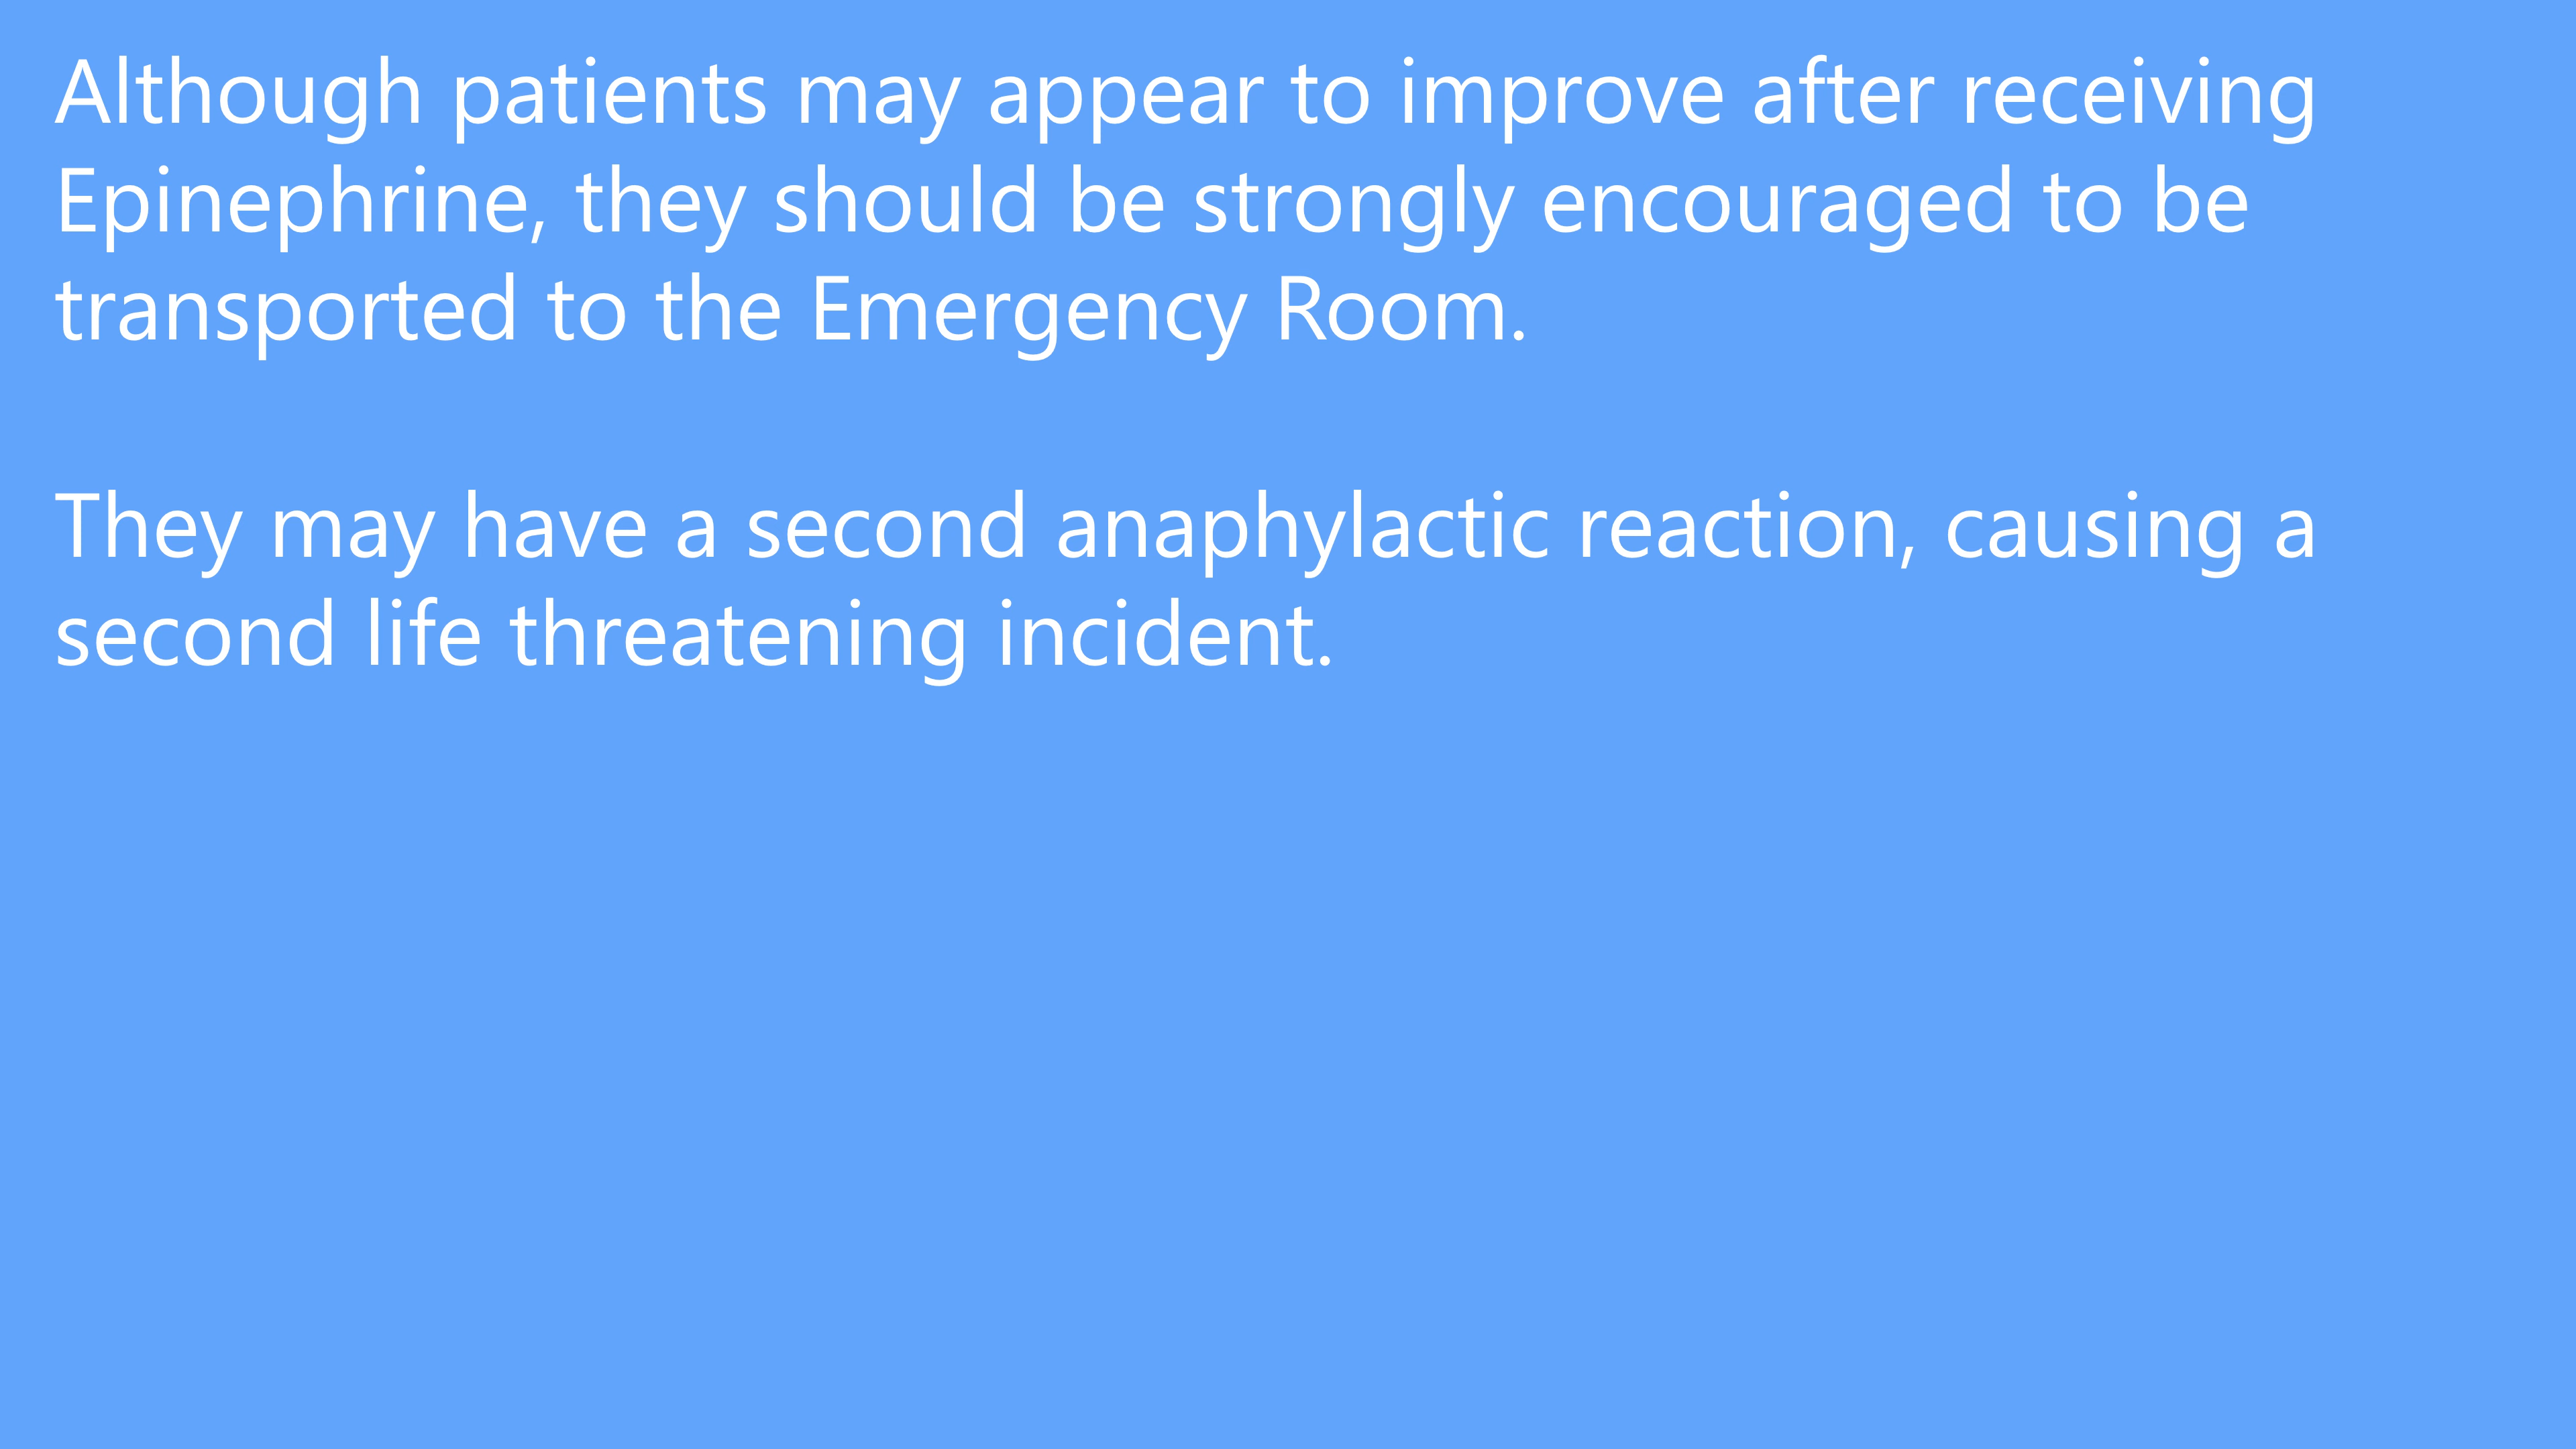 Although patients may appear to improve after receiving
Epinephrine, they should be strongly encouraged to be
transported to the Emergency Room.
They may have a second anaphylactic reaction, causing a
second life threatening incident.